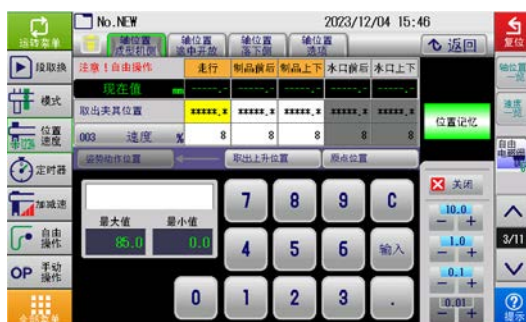 No.NEW 2023/12/04 15:46
运转菜单
轴位置 成型机侧
轴位置 途中开放
轴位置 落下侧
轴位置 选项
返回
复位
段取换
注意！自由操作 走行 制品前后 制品上下 水口前后 水口上下
轴位置 一览
现在值 mm
模式
取出夹具位置 *****.* *****.* *****.* *****.* *****.*
位置记忆
速度 一览
位置 速度
003 速度 % 8 8 8 8 8
自由
姿势动作位置 取出上升位置 原点位置
定时器
7 8 9 C
关闭
加减速
最大值 最小值
10.0
- +
85.0 0.0
自由 操作
4 5 6 输入
1.0
- +
3/11
OP 手动 操作
0.1
- +
0 1 2 3 .
0.01
- +
全部菜单
提示